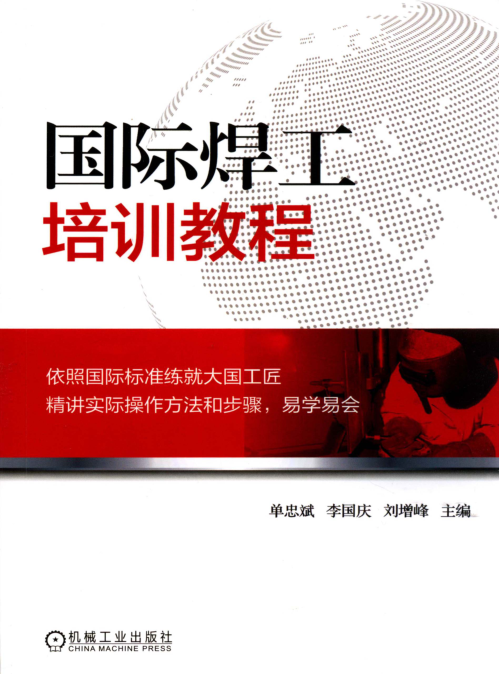 国际焊工
培训教程
依照国际标准练就大国工匠
精讲实际操作方法和步骤，易学易会
单忠斌 李国庆 刘增峰 主编
机械工业出版社
CHINA MACHINE PRESS